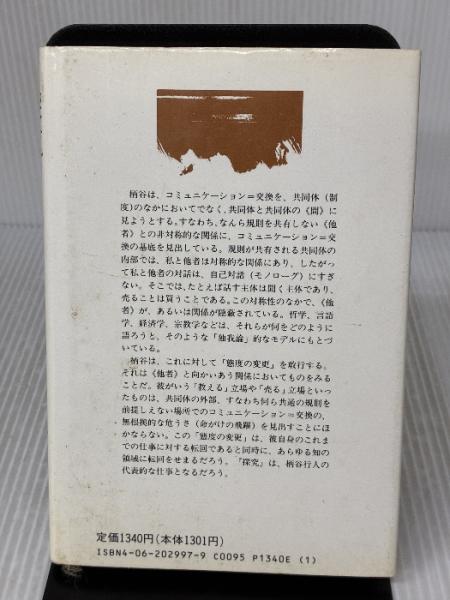 柄谷は、コミュニケーション＝交換を、共同体（制
度）のなかにおいてでなく、共同体と共同体の《間》に
見ようとする。すなわち、なんら規則を共有しない《他
者》との非対称的な関係に、コミュニケーション＝交
換の基底を見出している。規則が共有される共同体の
内部では、私と他者は対称的な関係にあり、したがっ
て私と他者の対話は、自己対話（モノローグ）にすぎ
ない。そこでは、たとえば話す主体は聞く主体であり、
売ることは買うことである。この対称性のなかで、《他
者》が、あるいは関係が隠蔽されている。哲学、言語
学、経済学、宗教学などは、それらが何をどのように
語ろうと、そのような「他我論」的なモデルにもとづ
いている。
柄谷は、これに対して「態度の変更」を敢行する。
それは《他者》と向かいあう関係においてものをみる
ことだ。彼がいう「教える」立場や「売る」立場といっ
たものは、共同体の外部、すなわち何ら共通の規則を
前提しえない場所でのコミュニケーション＝交換の、
無根拠的な危うさ（命がけの飛躍）を見出すことにほ
かならない。この「態度の変更」は、彼自身のこれま
での仕事に対する転回であると同時に、あらゆる知の
領域に転回をせまるだろう。『探究』は、柄谷行人の
代表的な仕事となるだろう。
定価1340円（本体1301円）
ISBN4-06-202997-9 C0095 P1340E (1)